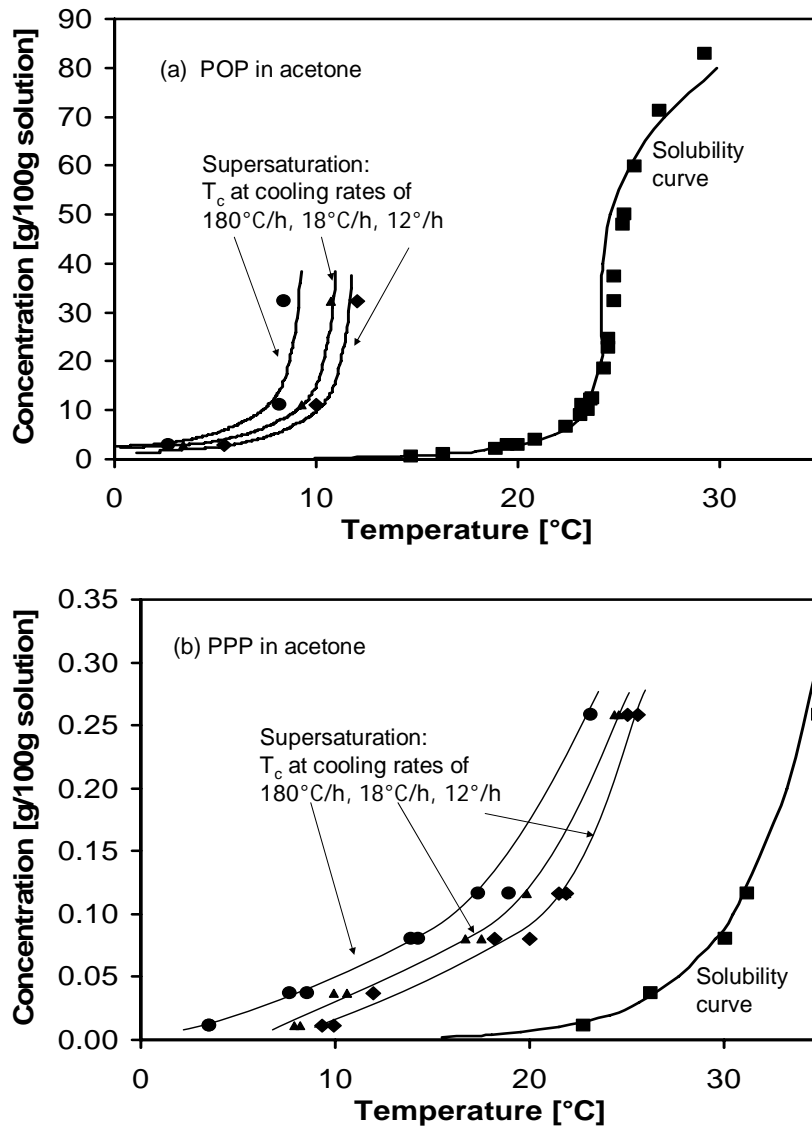 90
80
(a) POP in acetone
70
Supersaturation:
Solubility
60
T_c at cooling rates of
curve
50
180°C/h, 18°C/h, 12°/h
40
30
20
10
0
0 10 20 30
Concentration [g/100g solution]
Temperature [°C]
0.35
(b) PPP in acetone
0.30
Supersaturation:
0.25
T_c at cooling rates of
180°C/h, 18°C/h, 12°/h
0.20
0.15
0.10
0.05
Solubility
curve
0.00
0 10 20 30
Concentration [g/100g solution]
Temperature [°C]